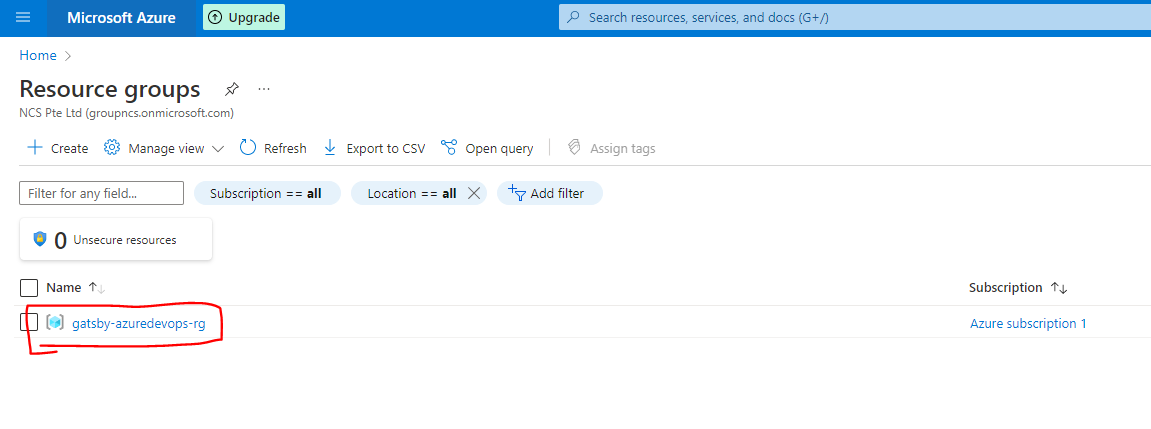 Microsoft Azure Upgrade Search resources, services, and docs (G+/)
Home
Resource groups ...
NCS Pte Ltd (groupncs.onmicrosoft.com)
Create Manage view Refresh Export to CSV Open query Assign tags
Filter for any field... Subscription == all Location == all Add filter
0 Unsecure resources
Name Subscription
gatsby-azuredevops-rg Azure subscription 1